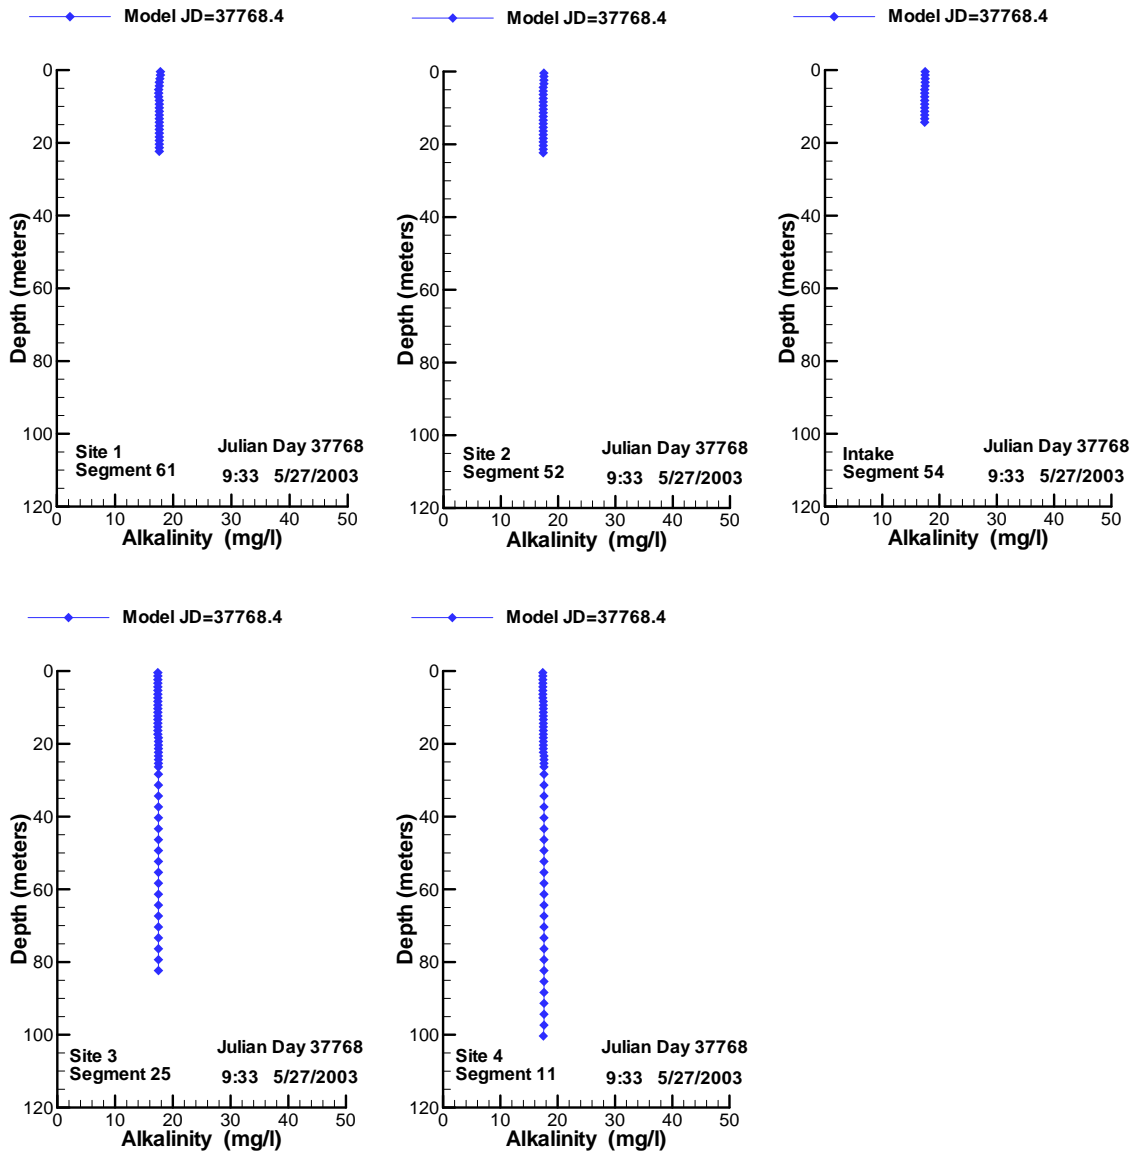 Model JD=37768.4
0
20
40
60
80
100
120
Depth (meters)
Site 1
Segment 61
Julian Day 37768
9:33 5/27/2003
0 10 20 30 40 50
Alkalinity (mg/l)
Model JD=37768.4
0
20
40
60
80
100
120
Depth (meters)
Site 2
Segment 52
Julian Day 37768
9:33 5/27/2003
0 10 20 30 40 50
Alkalinity (mg/l)
Model JD=37768.4
0
20
40
60
80
100
120
Depth (meters)
Intake
Segment 54
Julian Day 37768
9:33 5/27/2003
0 10 20 30 40 50
Alkalinity (mg/l)
Model JD=37768.4
0
20
40
60
80
100
120
Depth (meters)
Site 3
Segment 25
Julian Day 37768
9:33 5/27/2003
0 10 20 30 40 50
Alkalinity (mg/l)
Model JD=37768.4
0
20
40
60
80
100
120
Depth (meters)
Site 4
Segment 11
Julian Day 37768
9:33 5/27/2003
0 10 20 30 40 50
Alkalinity (mg/l)